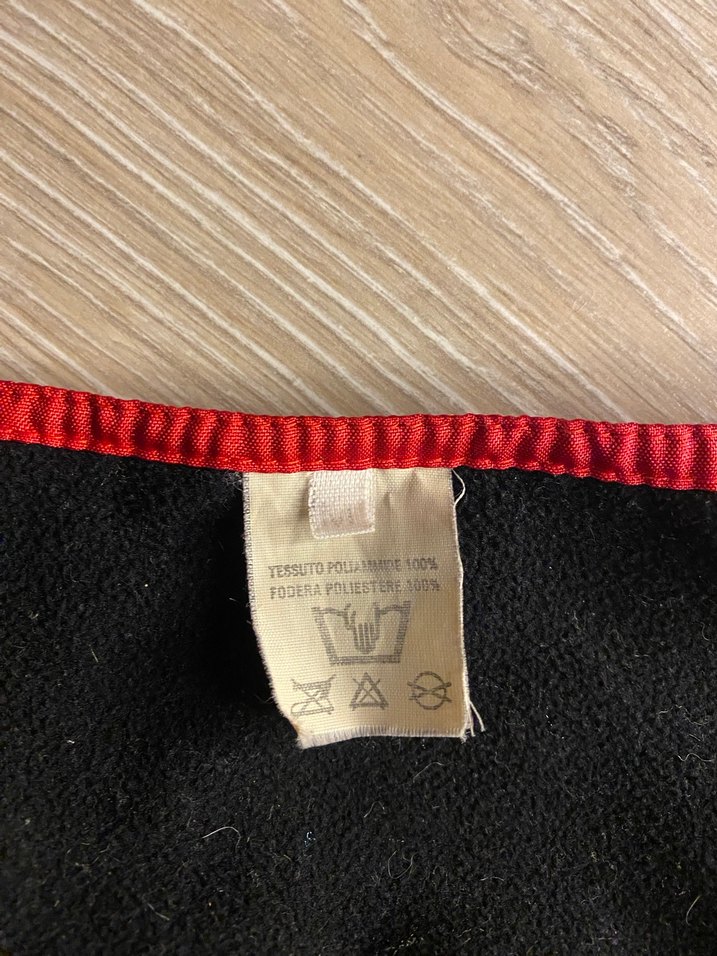 TESSUTO POLIAMMIDE 100%
FODERA POLIESTERE 100%